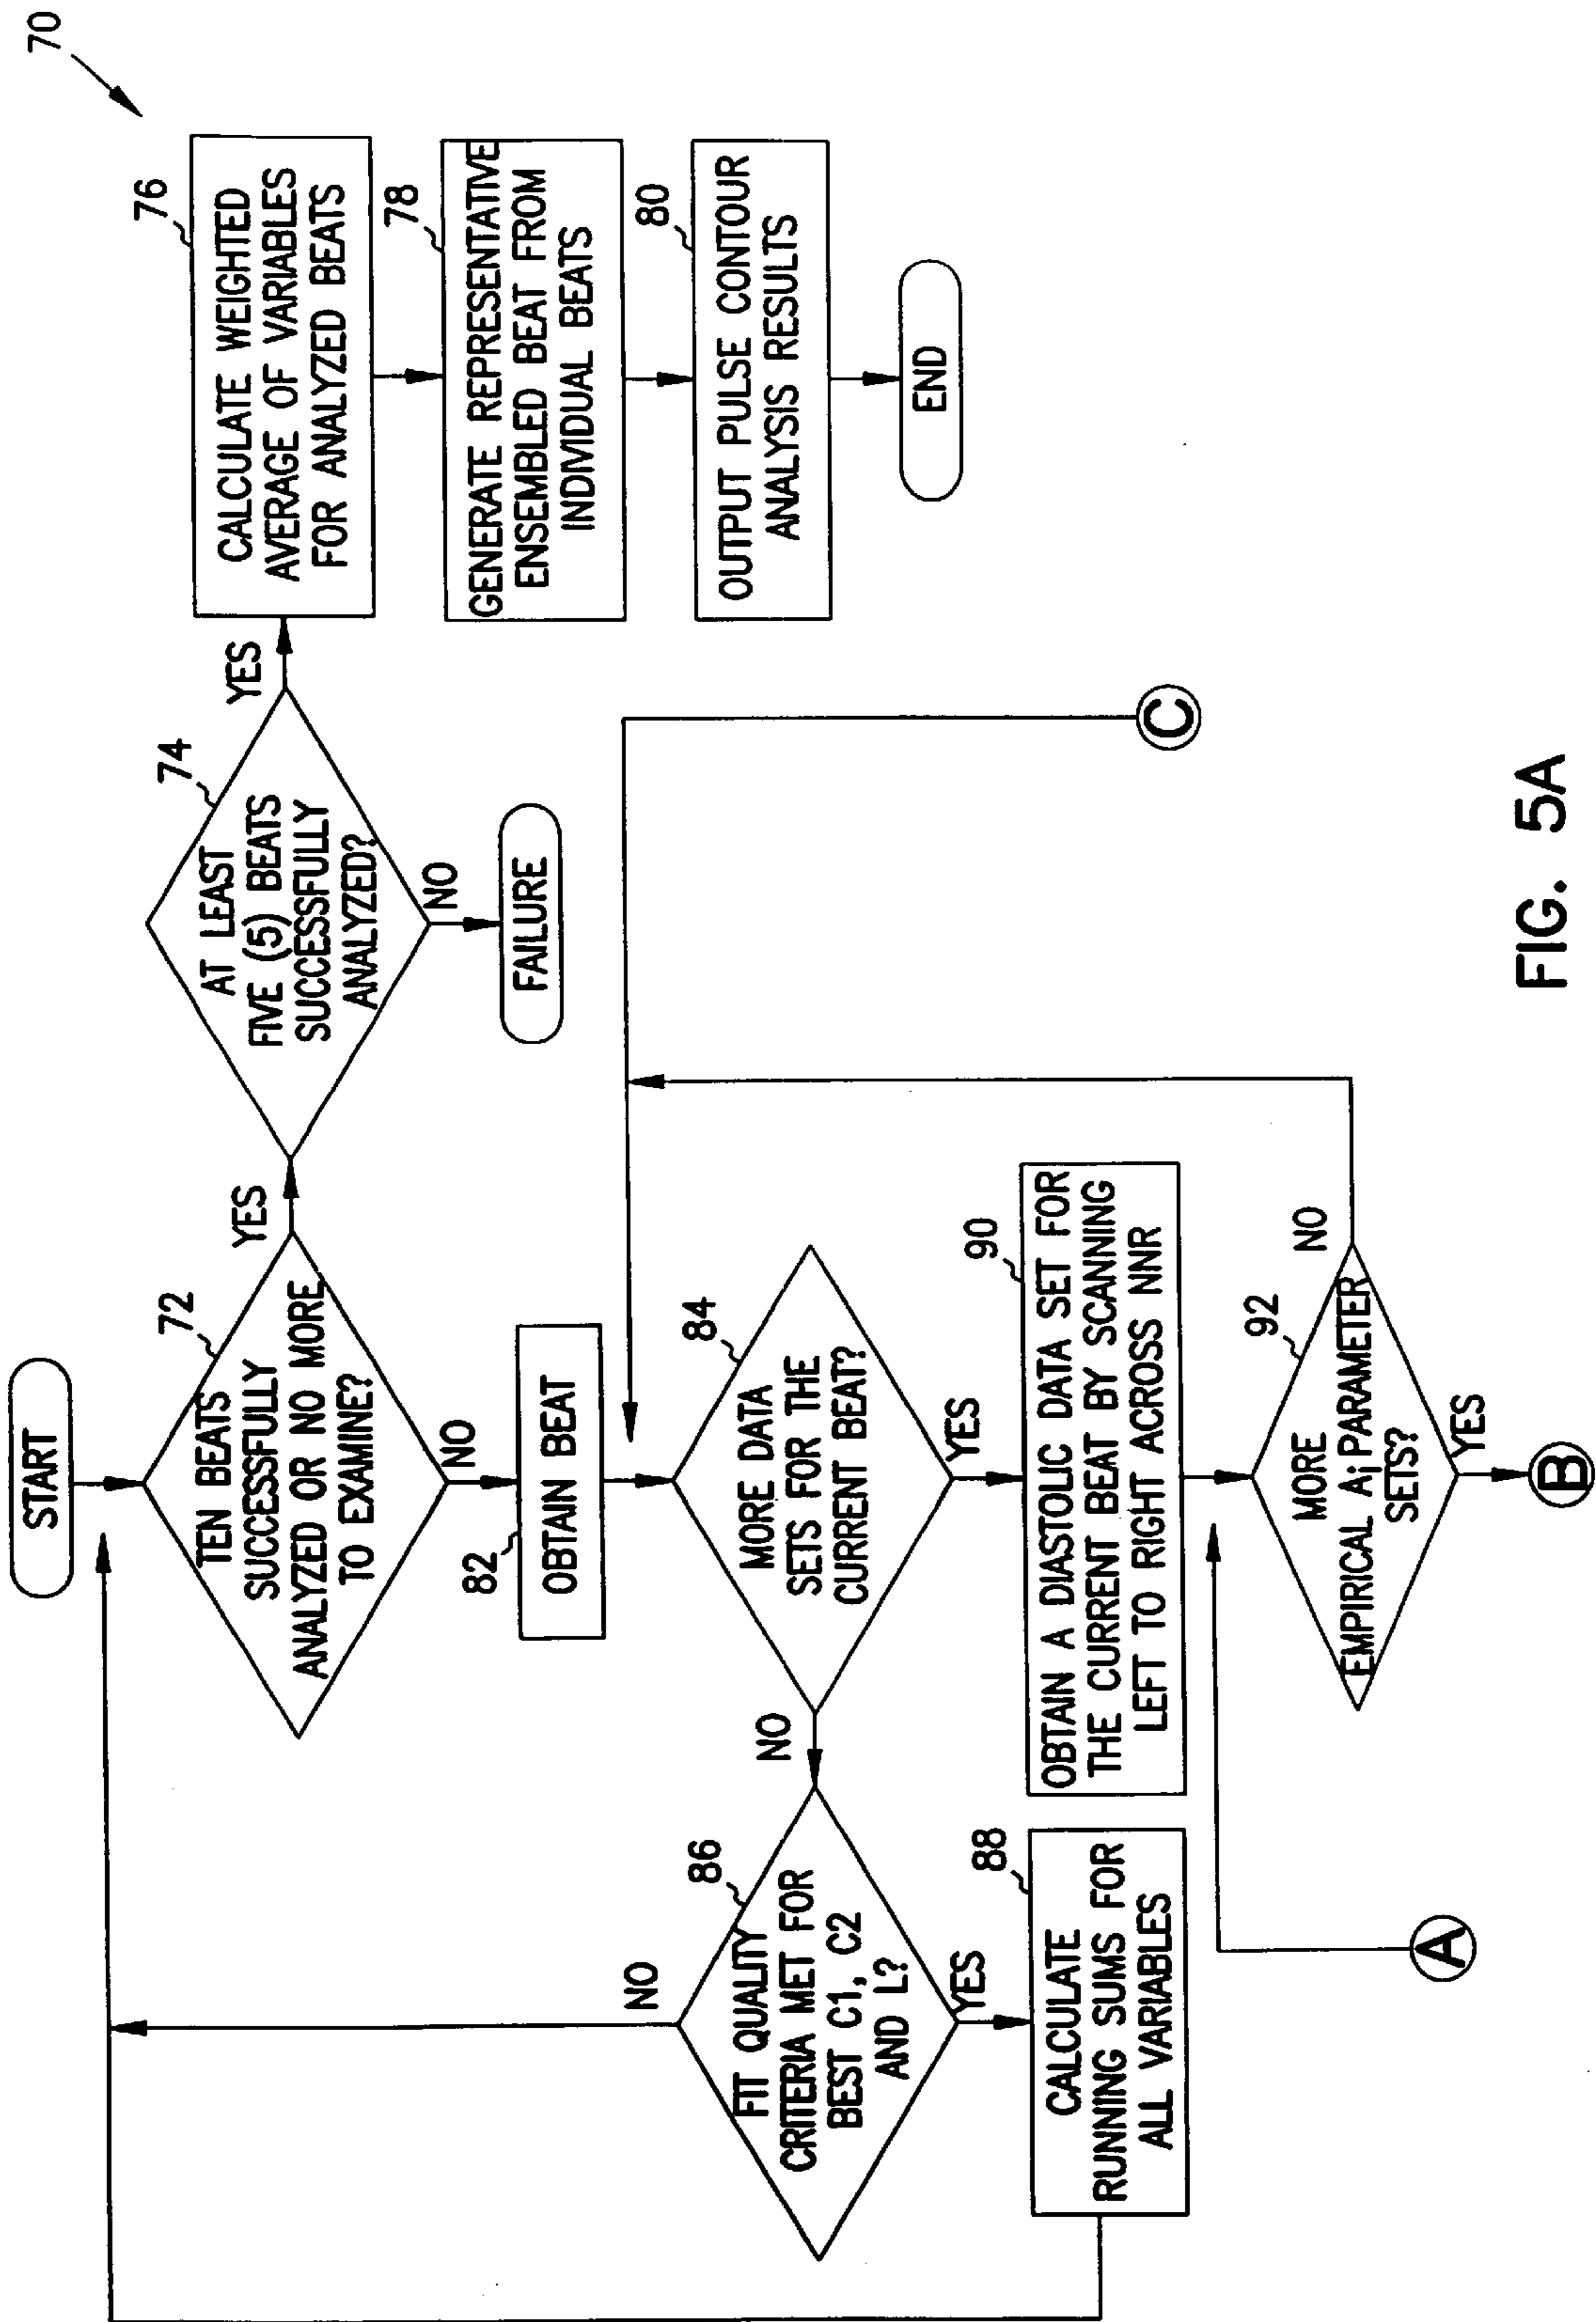 START
70
72
TEN BEATS
SUCCESSFULLY
ANALYZED OR NO MORE
TO EXAMINE?
YES
NO
74
AT LEAST
FIVE (5) BEATS
SUCCESSFULLY
ANALYZED?
YES
NO
FAILURE
76
CALCULATE WEIGHTED
AVERAGE OF VARIABLES
FOR ANALYZED BEATS
78
GENERATE REPRESENTATIVE
ENSEMBLED BEAT FROM
INDIVIDUAL BEATS
80
OUTPUT PULSE CONTOUR
ANALYSIS RESULTS
END
82
OBTAIN BEAT
84
MORE DATA
SETS FOR THE
CURRENT BEAT?
NO
YES
86
FIT QUALITY
CRITERIA MET FOR
BEST C1, C2
AND L?
NO
YES
88
CALCULATE
RUNNING SUMS FOR
ALL VARIABLES
90
OBTAIN A DIASTOLIC DATA SET FOR
THE CURRENT BEAT BY SCANNING
LEFT TO RIGHT ACROSS NNR
92
MORE
EMPIRICAL Ai PARAMETER
SETS?
NO
YES
A
B
C
FIG. 5A